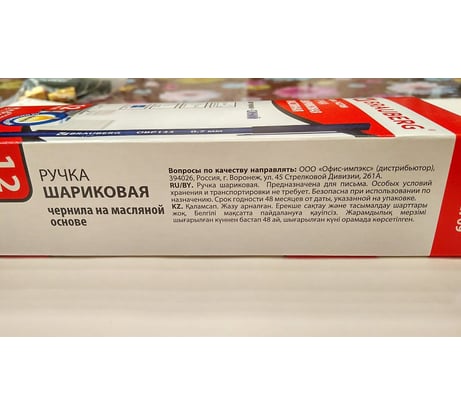 BRAUBERG OBP133 0,7 мм
BRAUBERG
12
РУЧКА
ШАРИКОВАЯ
чернила на масляной
основе
Вопросы по качеству направлять: ООО «Офис-импэкс» (дистрибьютор),
394026, Россия, г. Воронеж, ул. 45 Стрелковой Дивизии, 261А.
RU/BY. Ручка шариковая. Предназначена для письма. Особых условий
хранения и транспортировки не требует. Безопасна при использовании по
назначению. Срок годности 48 месяцев от даты, указанной на упаковке.
KZ. Қаламсап. Жазу арналған. Ерекше сақтау және тасымалдау шарттары
жоқ. Белгілі мақсатта пайдалануға қауіпсіз. Жарамдылық мерзімі
шығарылған күннен бастап 48 ай, шығарылған күні орамада көрсетілген.